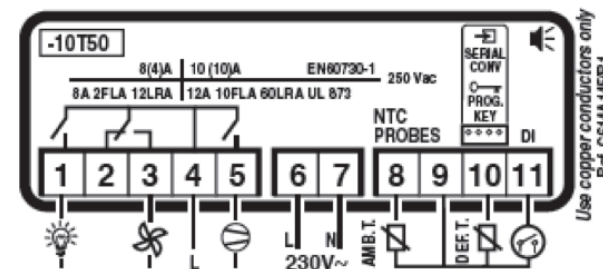 -10T50
8(4)A 10 (10)A EN60730-1
250 Vac
8A 2FLA 12LRA 12A 10FLA 60LRA UL 873
SERIAL
CONV
PROG.
KEY
NTC
PROBES
DI
1 2 3 4 5 6 7 8 9 10 11
L
L N
230V~
AMB. T.
DEF. T.
Use copper conductors only